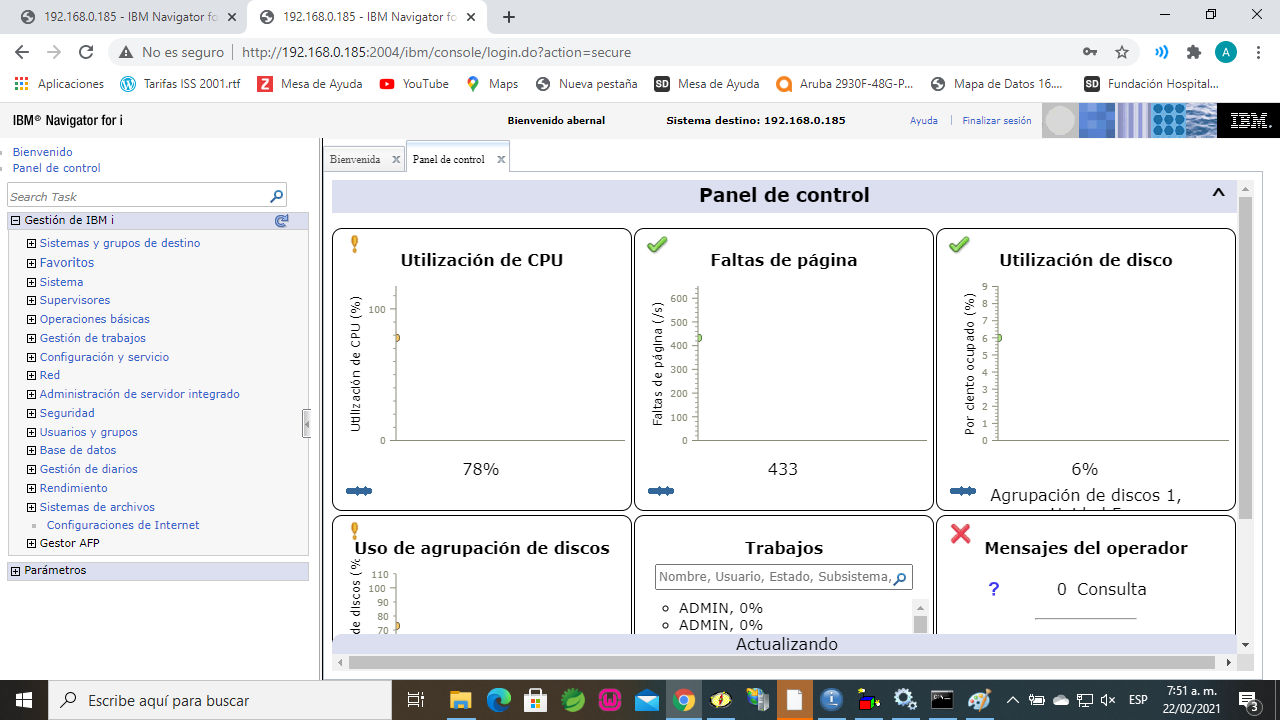 192.168.0.185 - IBM Navigator fo
192.168.0.185 - IBM Navigator fo
No es seguro | http://192.168.0.185:2004/ibm/console/login.do?action=secure
A
Aplicaciones Tarifas ISS 2001.rtf Mesa de Ayuda YouTube Maps Nueva pestaña SD Mesa de Ayuda Aruba 2930F-48G-P... Mapa de Datos 16.... SD Fundación Hospital...
IBM® Navigator for i Bienvenido abernal Sistema destino: 192.168.0.185 Ayuda | Finalizar sesión IBM.
Bienvenido
Panel de control
Search Task
Gestión de IBM i
Sistemas y grupos de destino
Favoritos
Sistema
Supervisores
Operaciones básicas
Gestión de trabajos
Configuración y servicio
Red
Administración de servidor integrado
Seguridad
Usuarios y grupos
Base de datos
Gestión de diarios
Rendimiento
Sistemas de archivos
Configuraciones de Internet
Gestor AFP
Parámetros
Bienvenida Panel de control
Panel de control ^
Utilización de CPU
Utilización de CPU (%)
100
0
78%
Faltas de página
Faltas de página (/s)
600
500
400
300
200
100
0
433
Utilización de disco
Por ciento ocupado (%)
9
8
7
6
5
4
3
2
1
0
6%
Agrupación de discos 1,
Uso de agrupación de discos
de discos (%
110
100
90
80
70
Trabajos
Nombre, Usuario, Estado, Subsistema,
ADMIN, 0%
ADMIN, 0%
Mensajes del operador
? 0 Consulta
Actualizando
Escribe aquí para buscar
ESP
7:51 a. m.
22/02/2021
3